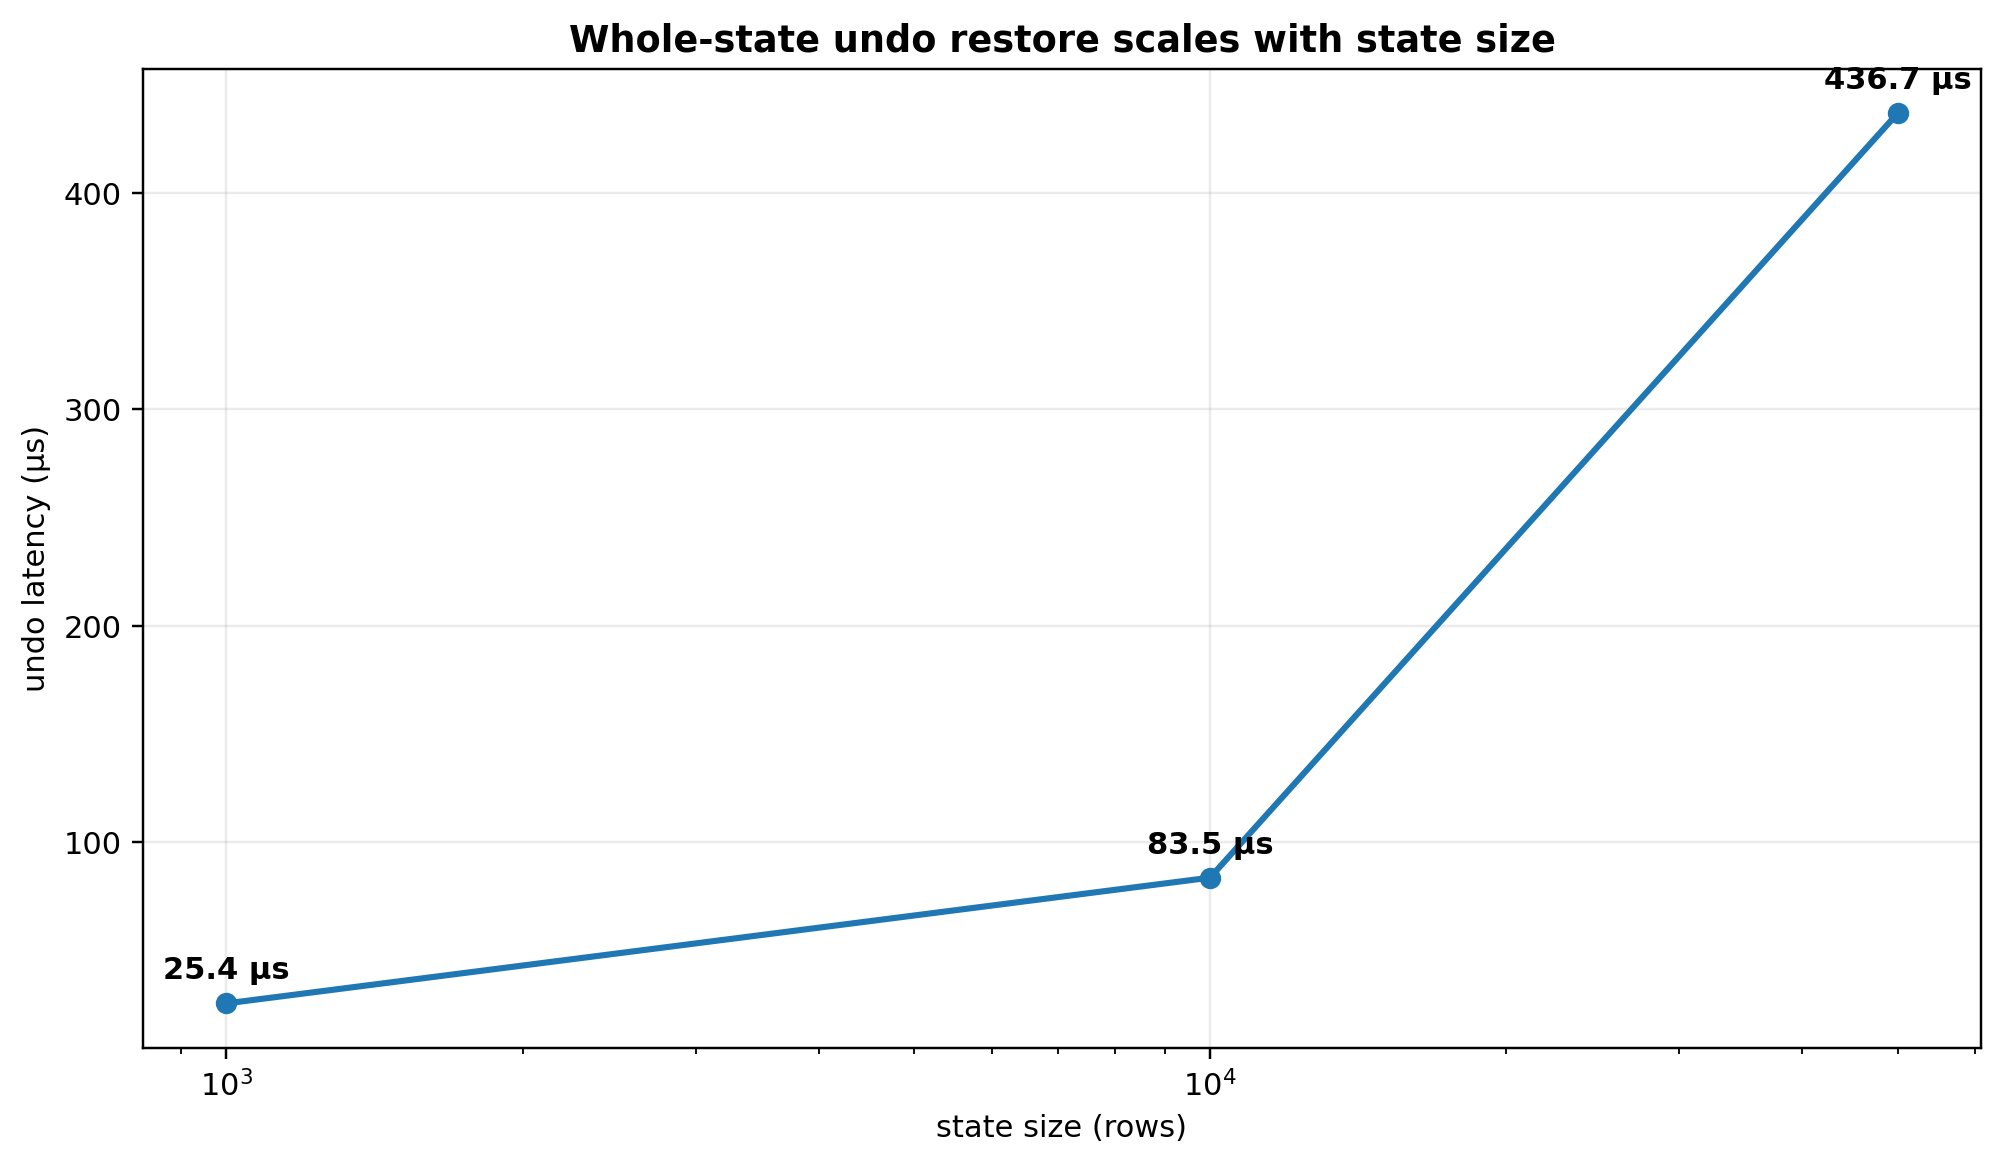 Whole-state undo restore scales with state size
436.7 µs
400
300
200
100
83.5 µs
25.4 µs
undo latency (µs)
10³
10⁴
state size (rows)